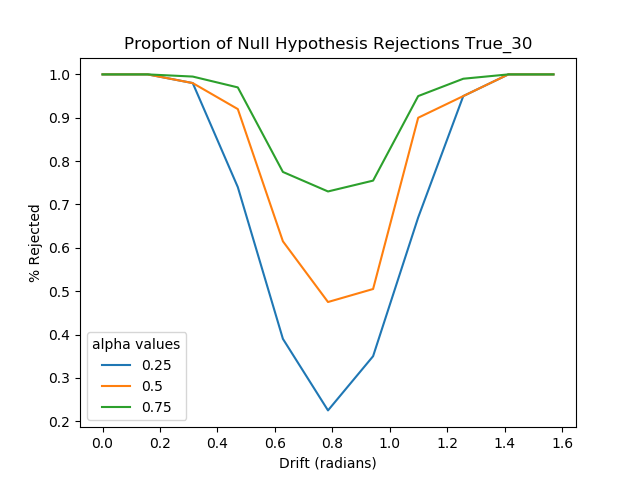 Proportion of Null Hypothesis Rejections True_30
% Rejected
1.0
0.9
0.8
0.7
0.6
0.5
0.4
0.3
0.2
alpha values
0.25
0.5
0.75
0.0 0.2 0.4 0.6 0.8 1.0 1.2 1.4 1.6
Drift (radians)